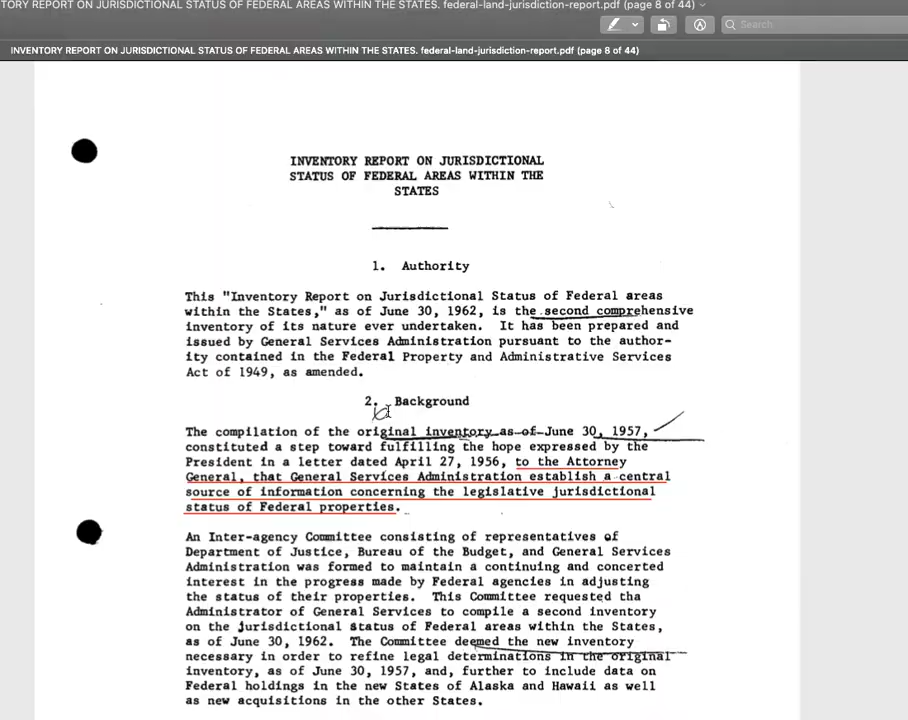 TORY REPORT ON JURISDICTIONAL STATUS OF FEDERAL AREAS WITHIN THE STATES. federal-land-jurisdiction-report.pdf (page 8 of 44)
Search
INVENTORY REPORT ON JURISDICTIONAL STATUS OF FEDERAL AREAS WITHIN THE STATES. federal-land-jurisdiction-report.pdf (page 8 of 44)
INVENTORY REPORT ON JURISDICTIONAL
STATUS OF FEDERAL AREAS WITHIN THE
STATES
1. Authority
This "Inventory Report on Jurisdictional Status of Federal areas
within the States," as of June 30, 1962, is the second comprehensive
inventory of its nature ever undertaken. It has been prepared and
issued by General Services Administration pursuant to the author-
ity contained in the Federal Property and Administrative Services
Act of 1949, as amended.
2. Background
The compilation of the original inventory as of June 30, 1957,
constituted a step toward fulfilling the hope expressed by the
President in a letter dated April 27, 1956, to the Attorney
General, that General Services Administration establish a central
source of information concerning the legislative jurisdictional
status of Federal properties.
An Inter-agency Committee consisting of representatives of
Department of Justice, Bureau of the Budget, and General Services
Administration was formed to maintain a continuing and concerted
interest in the progress made by Federal agencies in adjusting
the status of their properties. This Committee requested tha
Administrator of General Services to compile a second inventory
on the jurisdictional status of Federal areas within the States,
as of June 30, 1962. The Committee deemed the new inventory
necessary in order to refine legal determinations in the original
inventory, as of June 30, 1957, and, further to include data on
Federal holdings in the new States of Alaska and Hawaii as well
as new acquisitions in the other States.